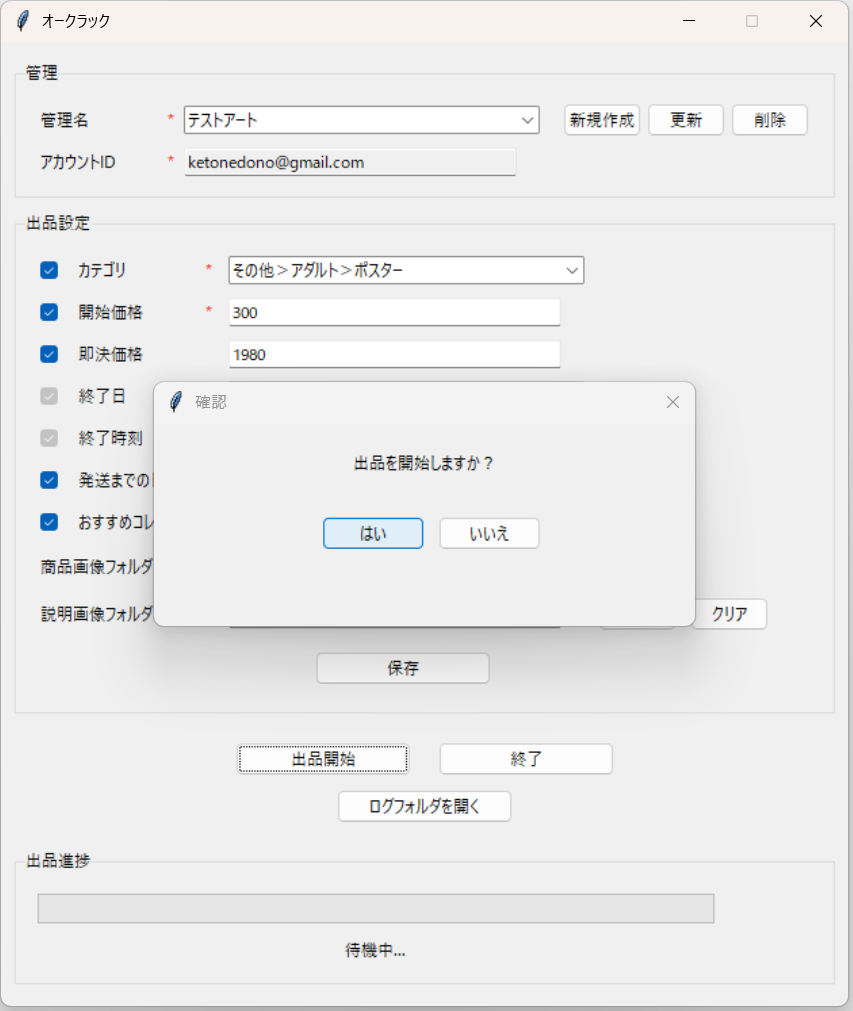 オークラック
管理
管理名 * テストアート 新規作成 更新 削除
アカウントID * ketonedono@gmail.com
出品設定
カテゴリ * その他＞アダルト＞ポスター
開始価格 * 300
即決価格 1980
終了日
確認
終了時刻
出品を開始しますか？
発送までの
おすすめコレ
はい いいえ
商品画像フォルダ
説明画像フォルダ クリア
保存
出品開始 終了
ログフォルダを開く
出品進捗
待機中...